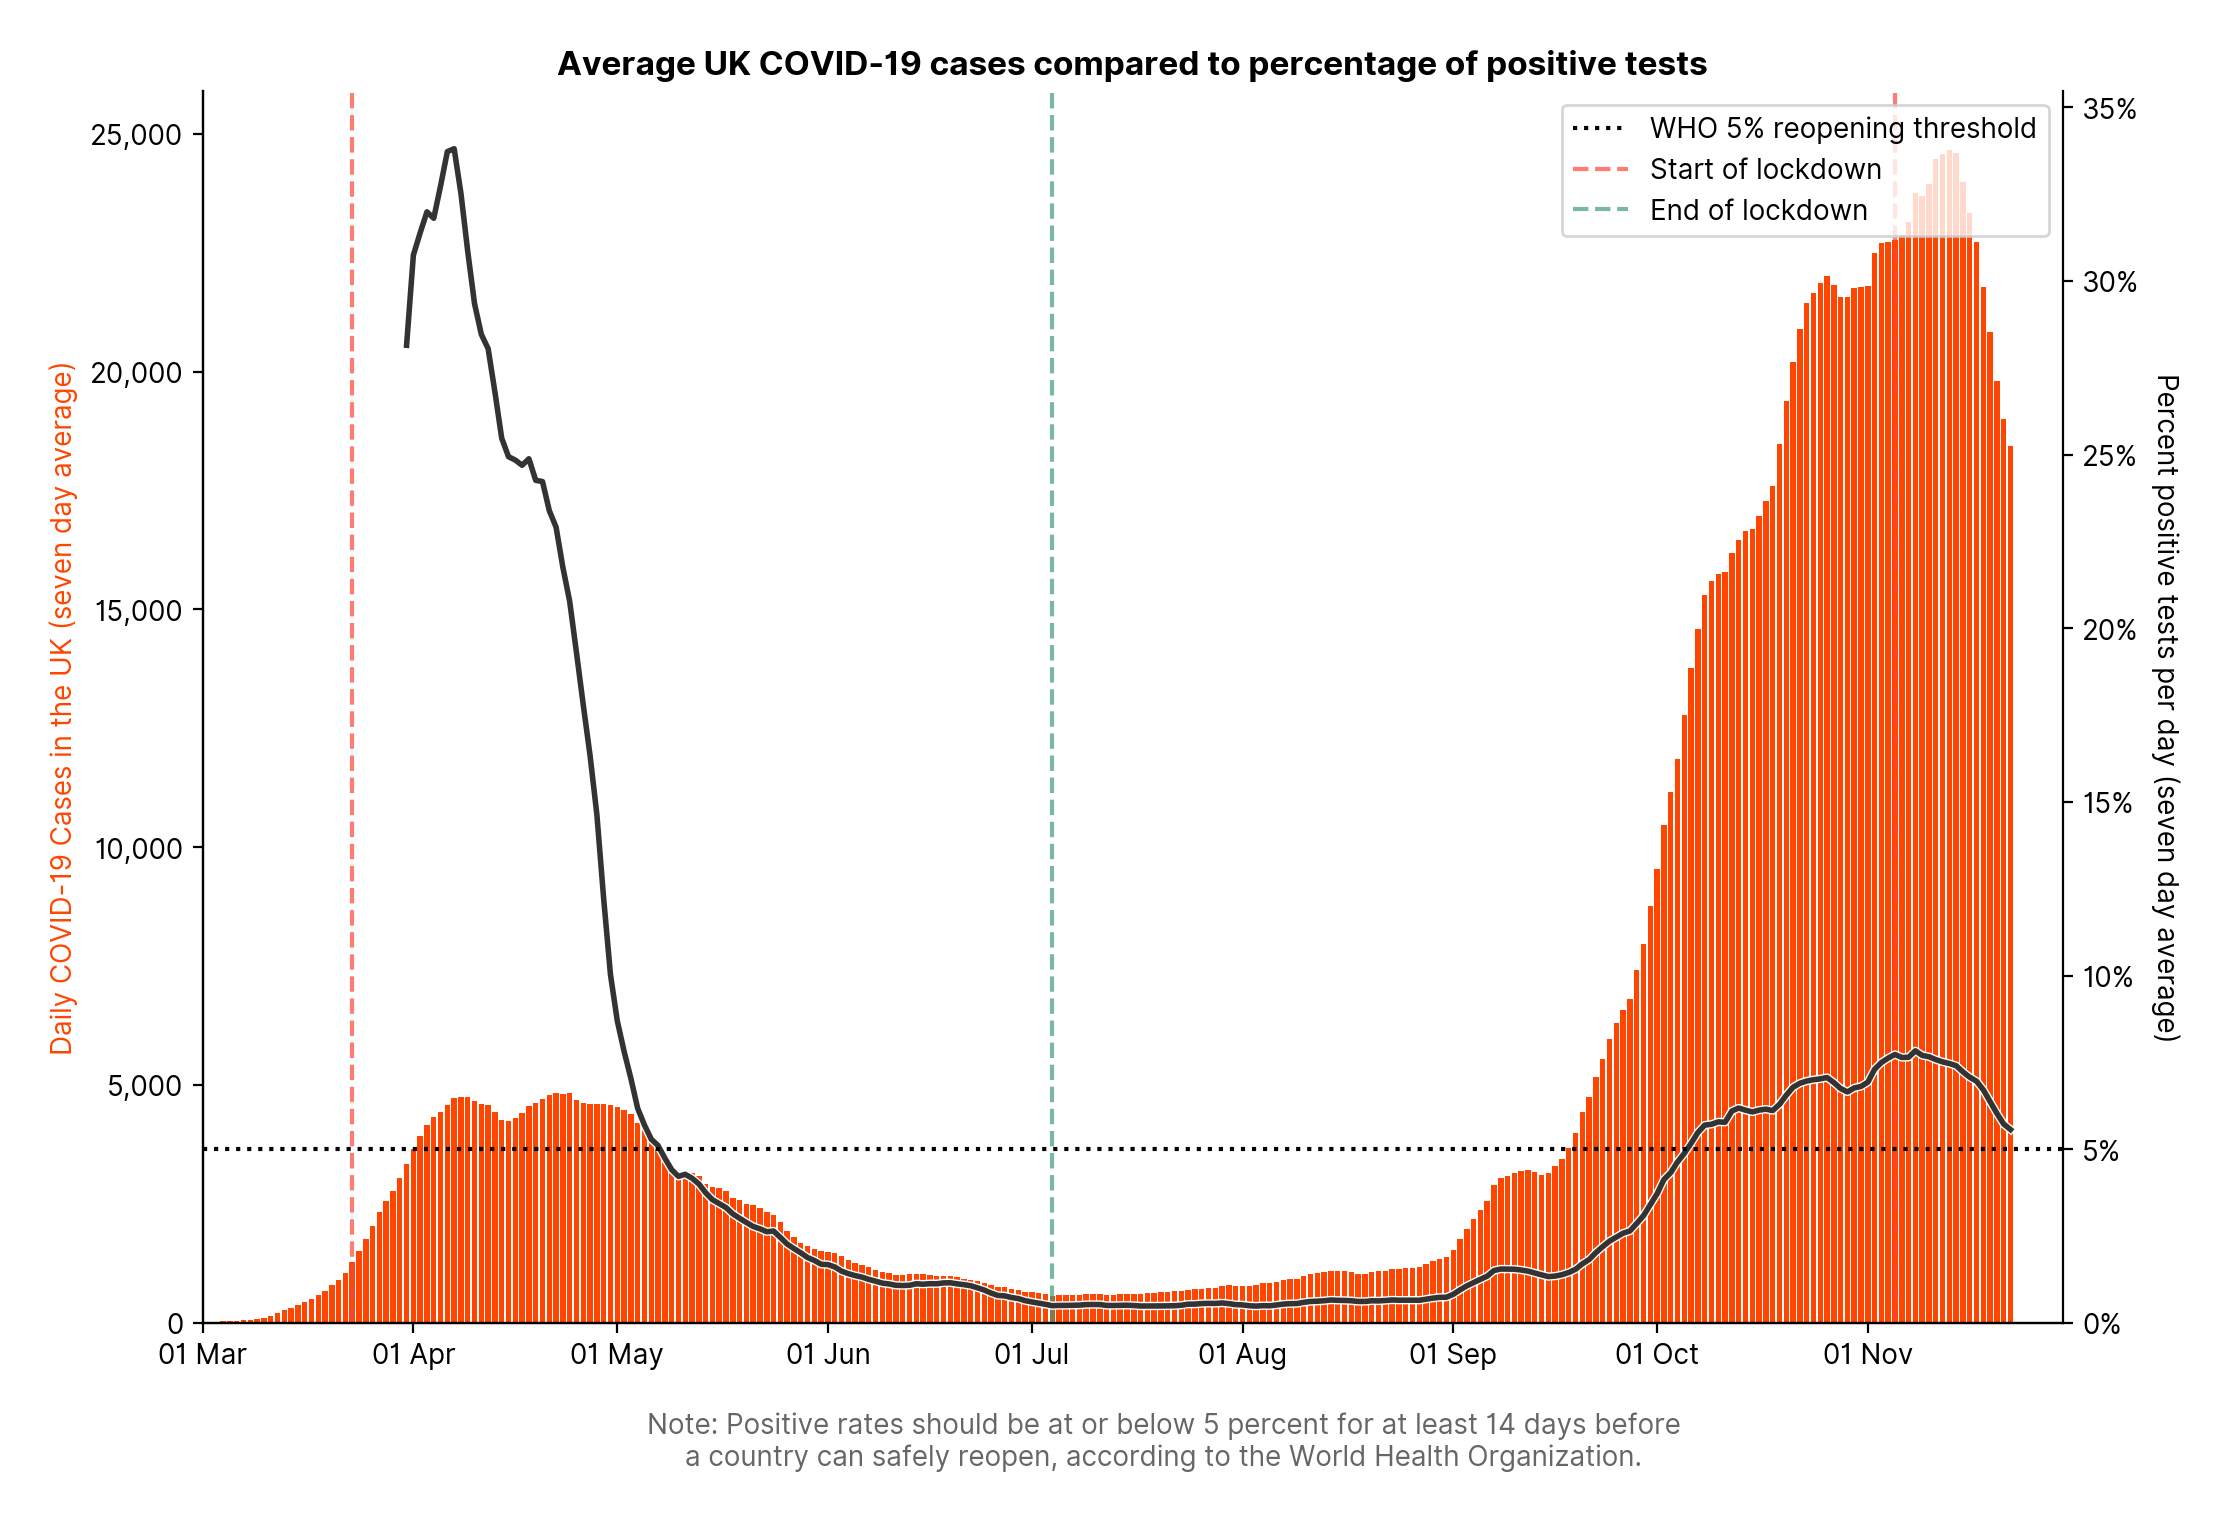 Average UK COVID-19 cases compared to percentage of positive tests
WHO 5% reopening threshold
Start of lockdown
End of lockdown
Daily COVID-19 Cases in the UK (seven day average)
25,000
20,000
15,000
10,000
5,000
0
35%
30%
25%
20%
15%
10%
5%
0%
Percent positive tests per day (seven day average)
01 Mar
01 Apr
01 May
01 Jun
01 Jul
01 Aug
01 Sep
01 Oct
01 Nov
Note: Positive rates should be at or below 5 percent for at least 14 days before
a country can safely reopen, according to the World Health Organization.